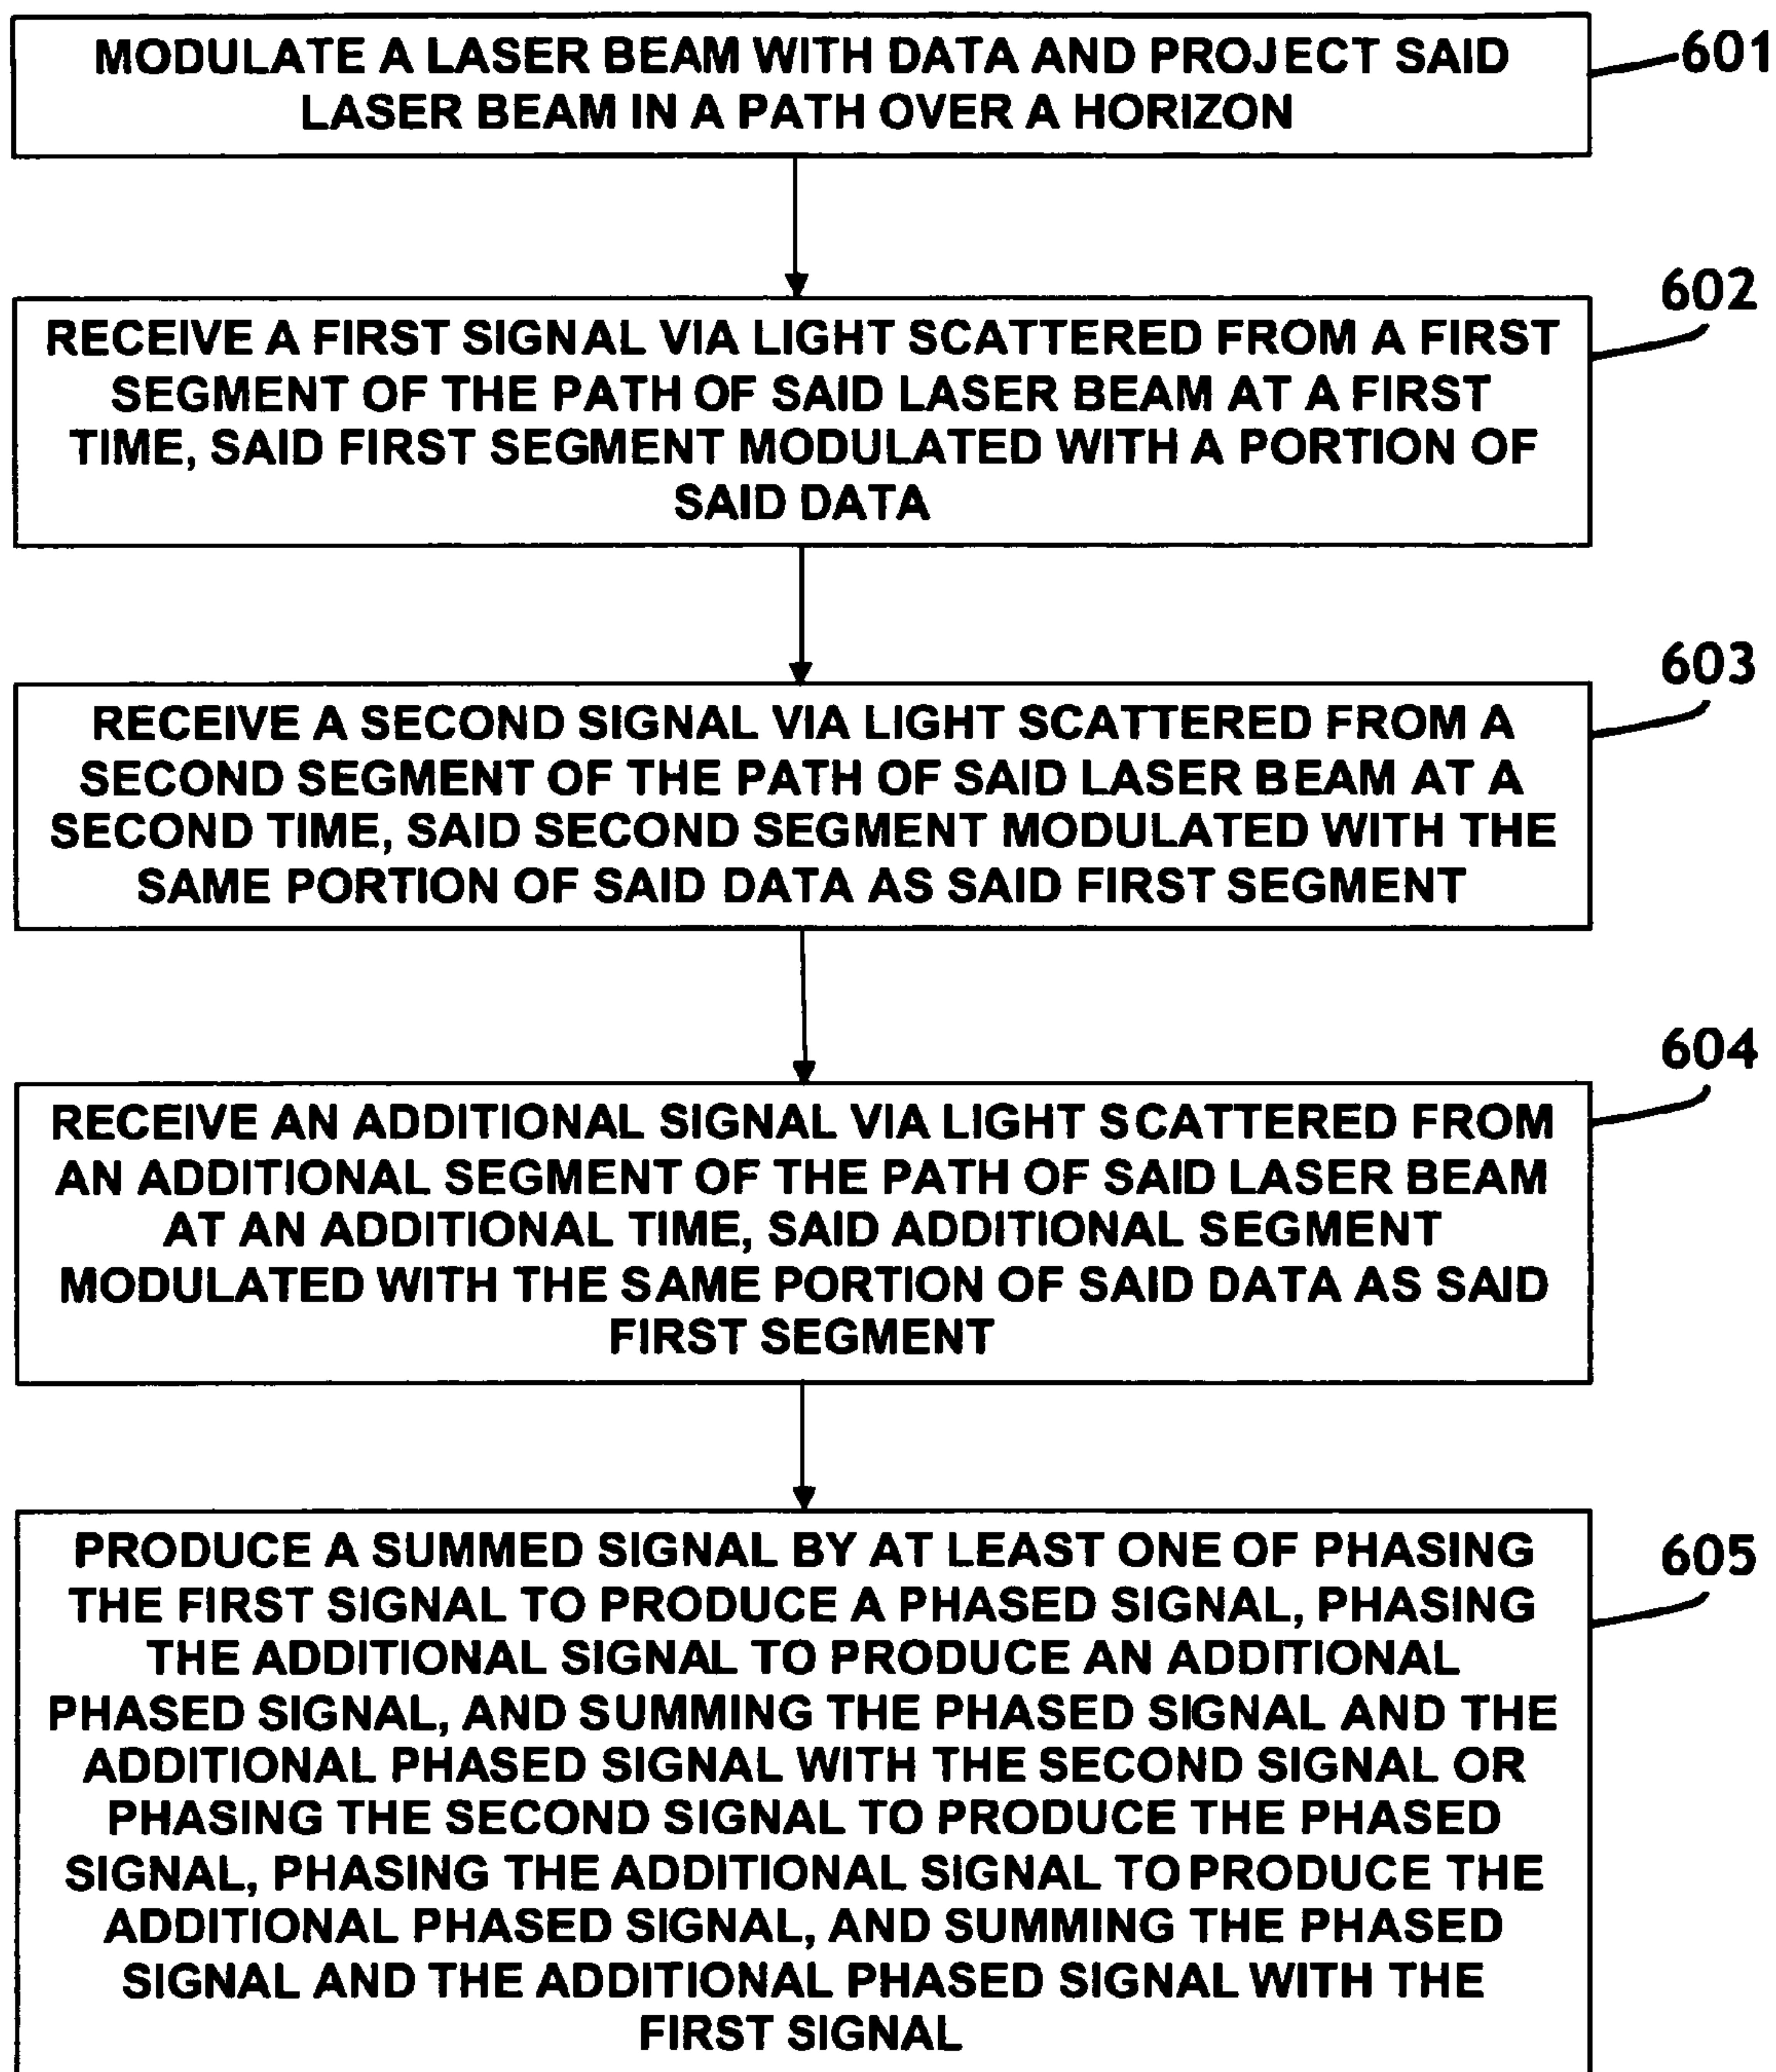 MODULATE A LASER BEAM WITH DATA AND PROJECT SAID
LASER BEAM IN A PATH OVER A HORIZON
601
RECEIVE A FIRST SIGNAL VIA LIGHT SCATTERED FROM A FIRST
SEGMENT OF THE PATH OF SAID LASER BEAM AT A FIRST
TIME, SAID FIRST SEGMENT MODULATED WITH A PORTION OF
SAID DATA
602
RECEIVE A SECOND SIGNAL VIA LIGHT SCATTERED FROM A
SECOND SEGMENT OF THE PATH OF SAID LASER BEAM AT A
SECOND TIME, SAID SECOND SEGMENT MODULATED WITH THE
SAME PORTION OF SAID DATA AS SAID FIRST SEGMENT
603
RECEIVE AN ADDITIONAL SIGNAL VIA LIGHT SCATTERED FROM
AN ADDITIONAL SEGMENT OF THE PATH OF SAID LASER BEAM
AT AN ADDITIONAL TIME, SAID ADDITIONAL SEGMENT
MODULATED WITH THE SAME PORTION OF SAID DATA AS SAID
FIRST SEGMENT
604
PRODUCE A SUMMED SIGNAL BY AT LEAST ONE OF PHASING
THE FIRST SIGNAL TO PRODUCE A PHASED SIGNAL, PHASING
THE ADDITIONAL SIGNAL TO PRODUCE AN ADDITIONAL
PHASED SIGNAL, AND SUMMING THE PHASED SIGNAL AND THE
ADDITIONAL PHASED SIGNAL WITH THE SECOND SIGNAL OR
PHASING THE SECOND SIGNAL TO PRODUCE THE PHASED
SIGNAL, PHASING THE ADDITIONAL SIGNAL TO PRODUCE THE
ADDITIONAL PHASED SIGNAL, AND SUMMING THE PHASED
SIGNAL AND THE ADDITIONAL PHASED SIGNAL WITH THE
FIRST SIGNAL
605